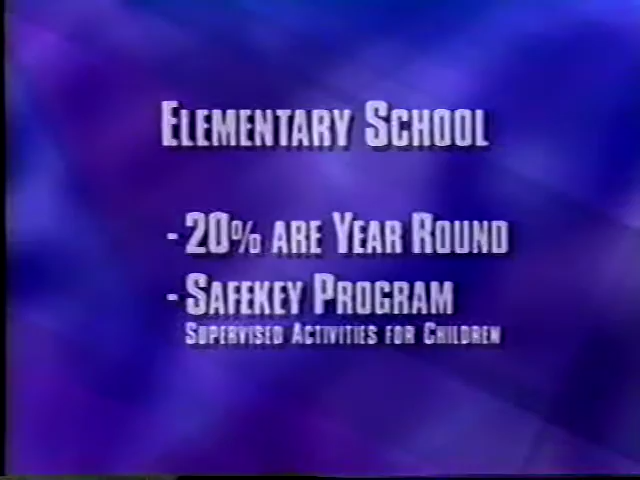 ELEMENTARY SCHOOL
- 20% ARE YEAR ROUND
- SAFEKEY PROGRAM
SUPERVISED ACTIVITIES FOR CHILDREN